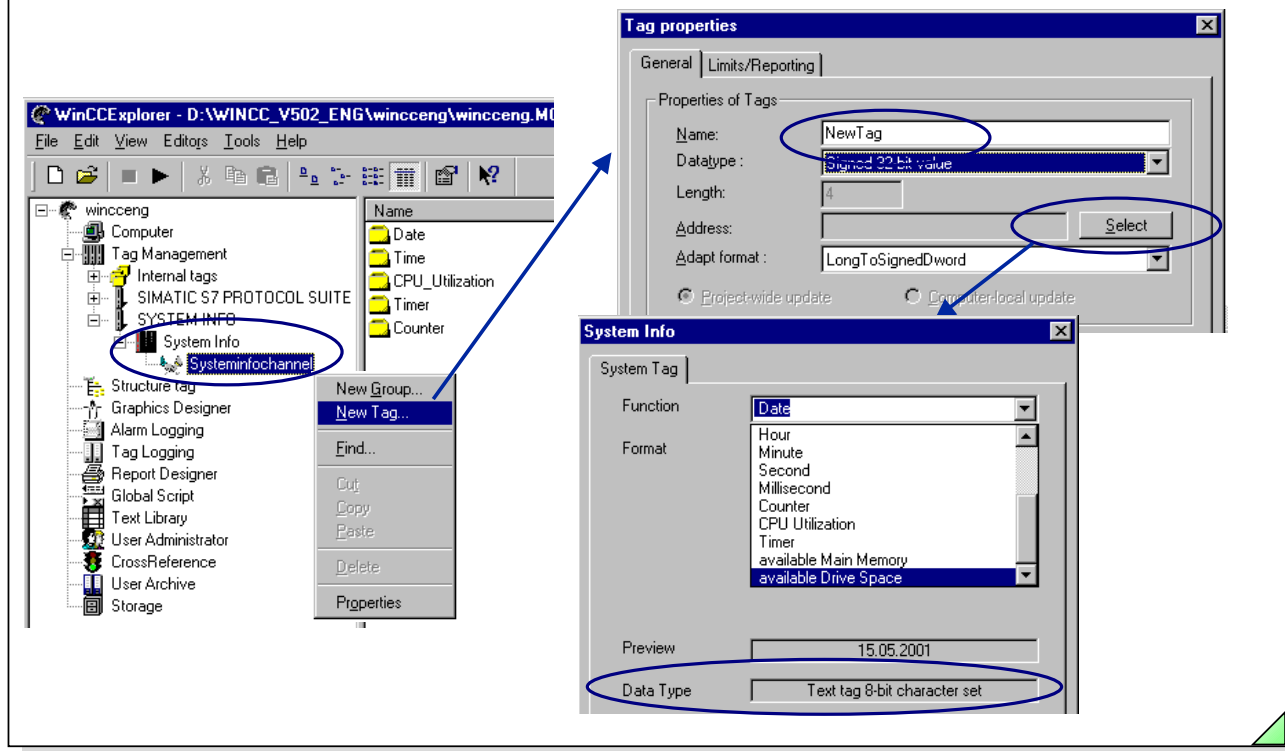 WinCCExplorer - D:\WINCC_V502_ENG\wincceng\wincceng.MC
File Edit View Editors Tools Help
wincceng
Computer
Tag Management
Internal tags
SIMATIC S7 PROTOCOL SUITE
SYSTEM INFO
System Info
Systeminfochannel
Structure tag
Graphics Designer
Alarm Logging
Tag Logging
Report Designer
Global Script
Text Library
User Administrator
CrossReference
User Archive
Storage
Name
Date
Time
CPU_Utilization
Timer
Counter
New Group...
New Tag...
Find...
Cut
Copy
Paste
Delete
Properties
Tag properties
General Limits/Reporting
Properties of Tags
Name: NewTag
Datatype : Signed 32-bit value
Length: 4
Address: Select
Adapt format : LongToSignedDword
Project-wide update Computer-local update
System Info
System Tag
Function Date
Format
Hour
Minute
Second
Millisecond
Counter
CPU Utilization
Timer
available Main Memory
available Drive Space
Preview 15.05.2001
Data Type Text tag 8-bit character set